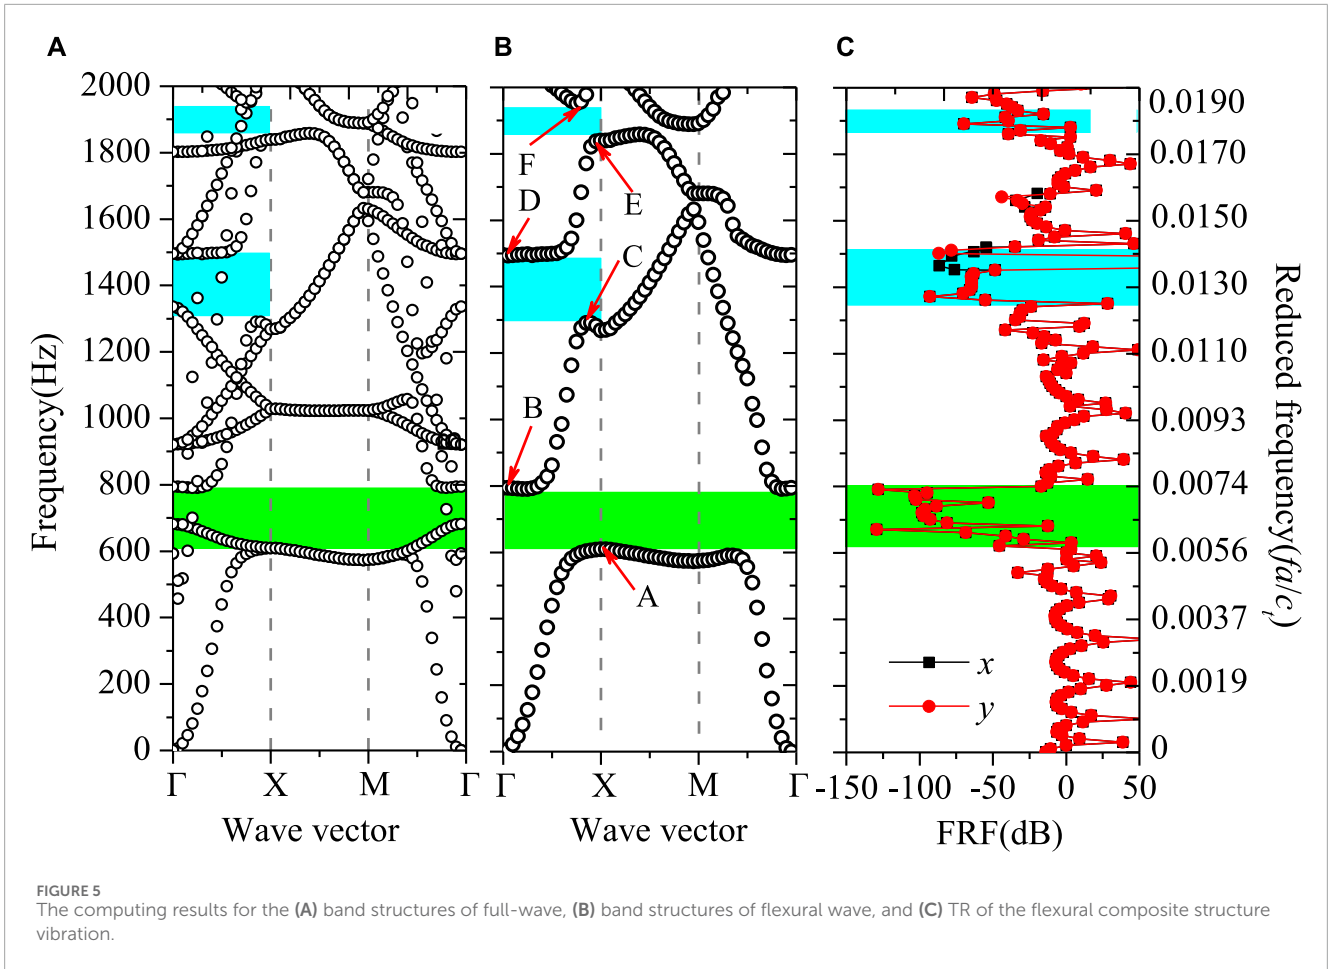 A
B
C
2000
1800
1600
1400
1200
1000
800
600
400
200
0
Frequency(Hz)
Γ
X
M
Γ
Wave vector
F
D
E
C
B
A
Γ
X
M
Γ
Wave vector
0.0190
0.0170
0.0150
0.0130
0.0110
0.0093
0.0074
0.0056
0.0037
0.0019
0
Reduced frequency(fa/cₜ)
x
y
-150
-100
-50
0
50
FRF(dB)
FIGURE 5
The computing results for the (A) band structures of full-wave, (B) band structures of flexural wave, and (C) TR of the flexural composite structure
vibration.